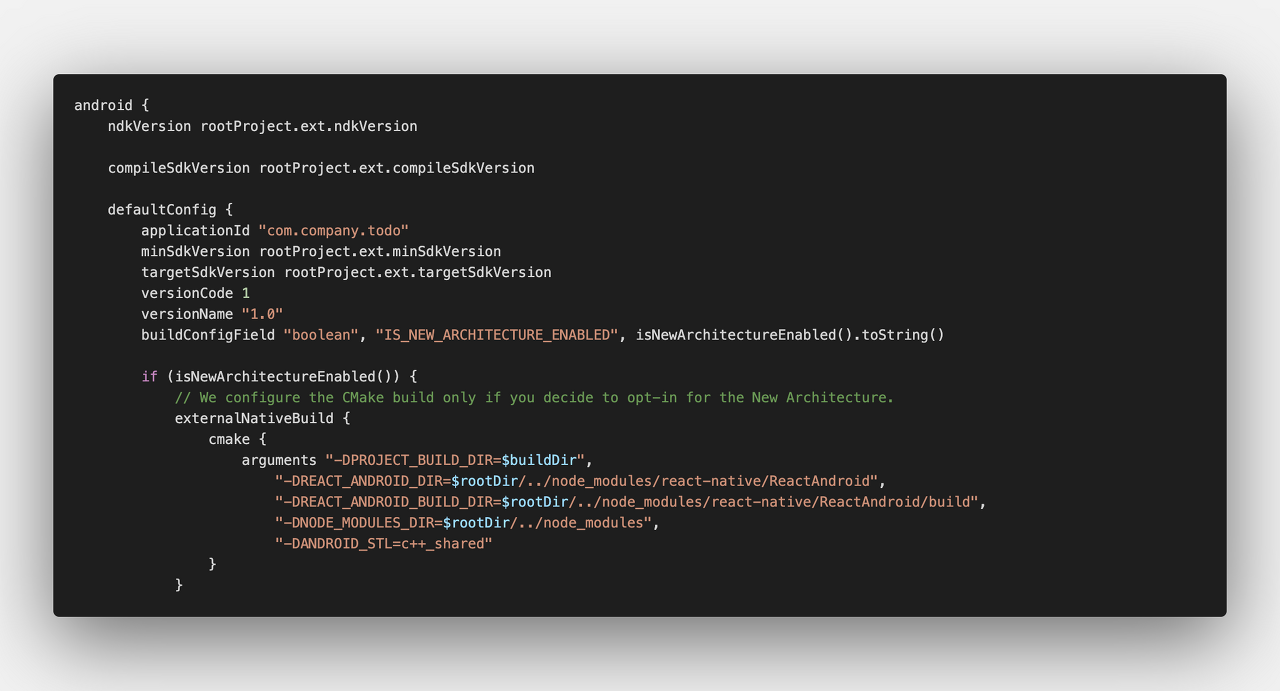 android {
    ndkVersion rootProject.ext.ndkVersion

    compileSdkVersion rootProject.ext.compileSdkVersion

    defaultConfig {
        applicationId "com.company.todo"
        minSdkVersion rootProject.ext.minSdkVersion
        targetSdkVersion rootProject.ext.targetSdkVersion
        versionCode 1
        versionName "1.0"
        buildConfigField "boolean", "IS_NEW_ARCHITECTURE_ENABLED", isNewArchitectureEnabled().toString()

        if (isNewArchitectureEnabled()) {
            // We configure the CMake build only if you decide to opt-in for the New Architecture.
            externalNativeBuild {
                cmake {
                    arguments "-DPROJECT_BUILD_DIR=$buildDir",
                        "-DREACT_ANDROID_DIR=$rootDir/../node_modules/react-native/ReactAndroid",
                        "-DREACT_ANDROID_BUILD_DIR=$rootDir/../node_modules/react-native/ReactAndroid/build",
                        "-DNODE_MODULES_DIR=$rootDir/../node_modules",
                        "-DANDROID_STL=c++_shared"
                }
            }